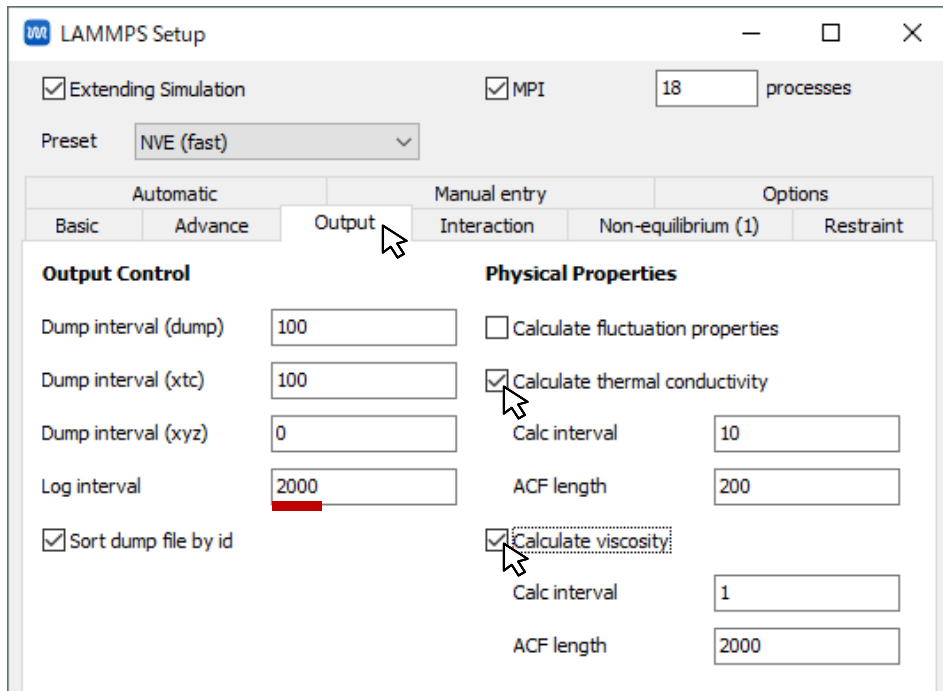 LAMMPS Setup
Extending Simulation MPI 18 processes
Preset NVE (fast)
Automatic Manual entry Options
Basic Advance Output Interaction Non-equilibrium (1) Restraint
Output Control
Dump interval (dump) 100
Dump interval (xtc) 100
Dump interval (xyz) 0
Log interval 2000
Sort dump file by id
Physical Properties
Calculate fluctuation properties
Calculate thermal conductivity
Calc interval 10
ACF length 200
Calculate viscosity
Calc interval 1
ACF length 2000